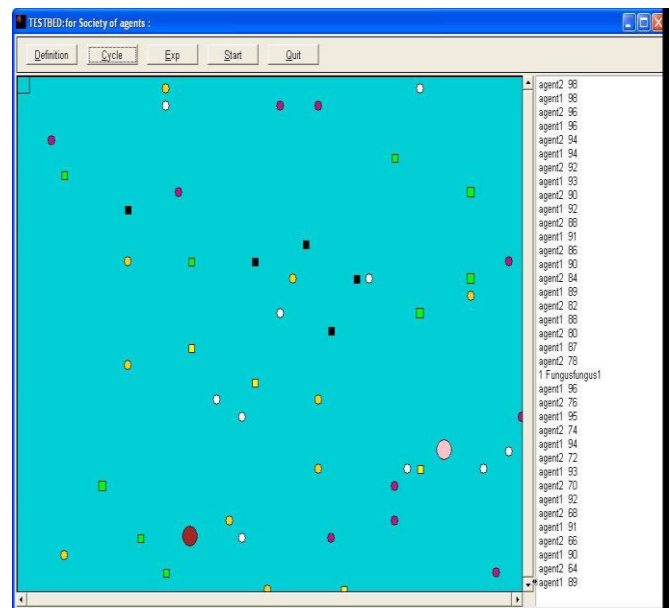 TESTBED:for Society of agents :
Definition Cycle Exp Start Quit
agent2 98
agent1 98
agent2 96
agent1 96
agent2 94
agent1 94
agent2 92
agent1 93
agent2 90
agent1 92
agent2 88
agent1 91
agent2 86
agent1 90
agent2 84
agent1 89
agent2 82
agent1 88
agent2 80
agent1 87
agent2 78
1 Fungusfungus1
agent1 96
agent2 76
agent1 95
agent2 74
agent1 94
agent2 72
agent1 93
agent2 70
agent1 92
agent2 68
agent1 91
agent2 66
agent1 90
agent2 64
agent1 89